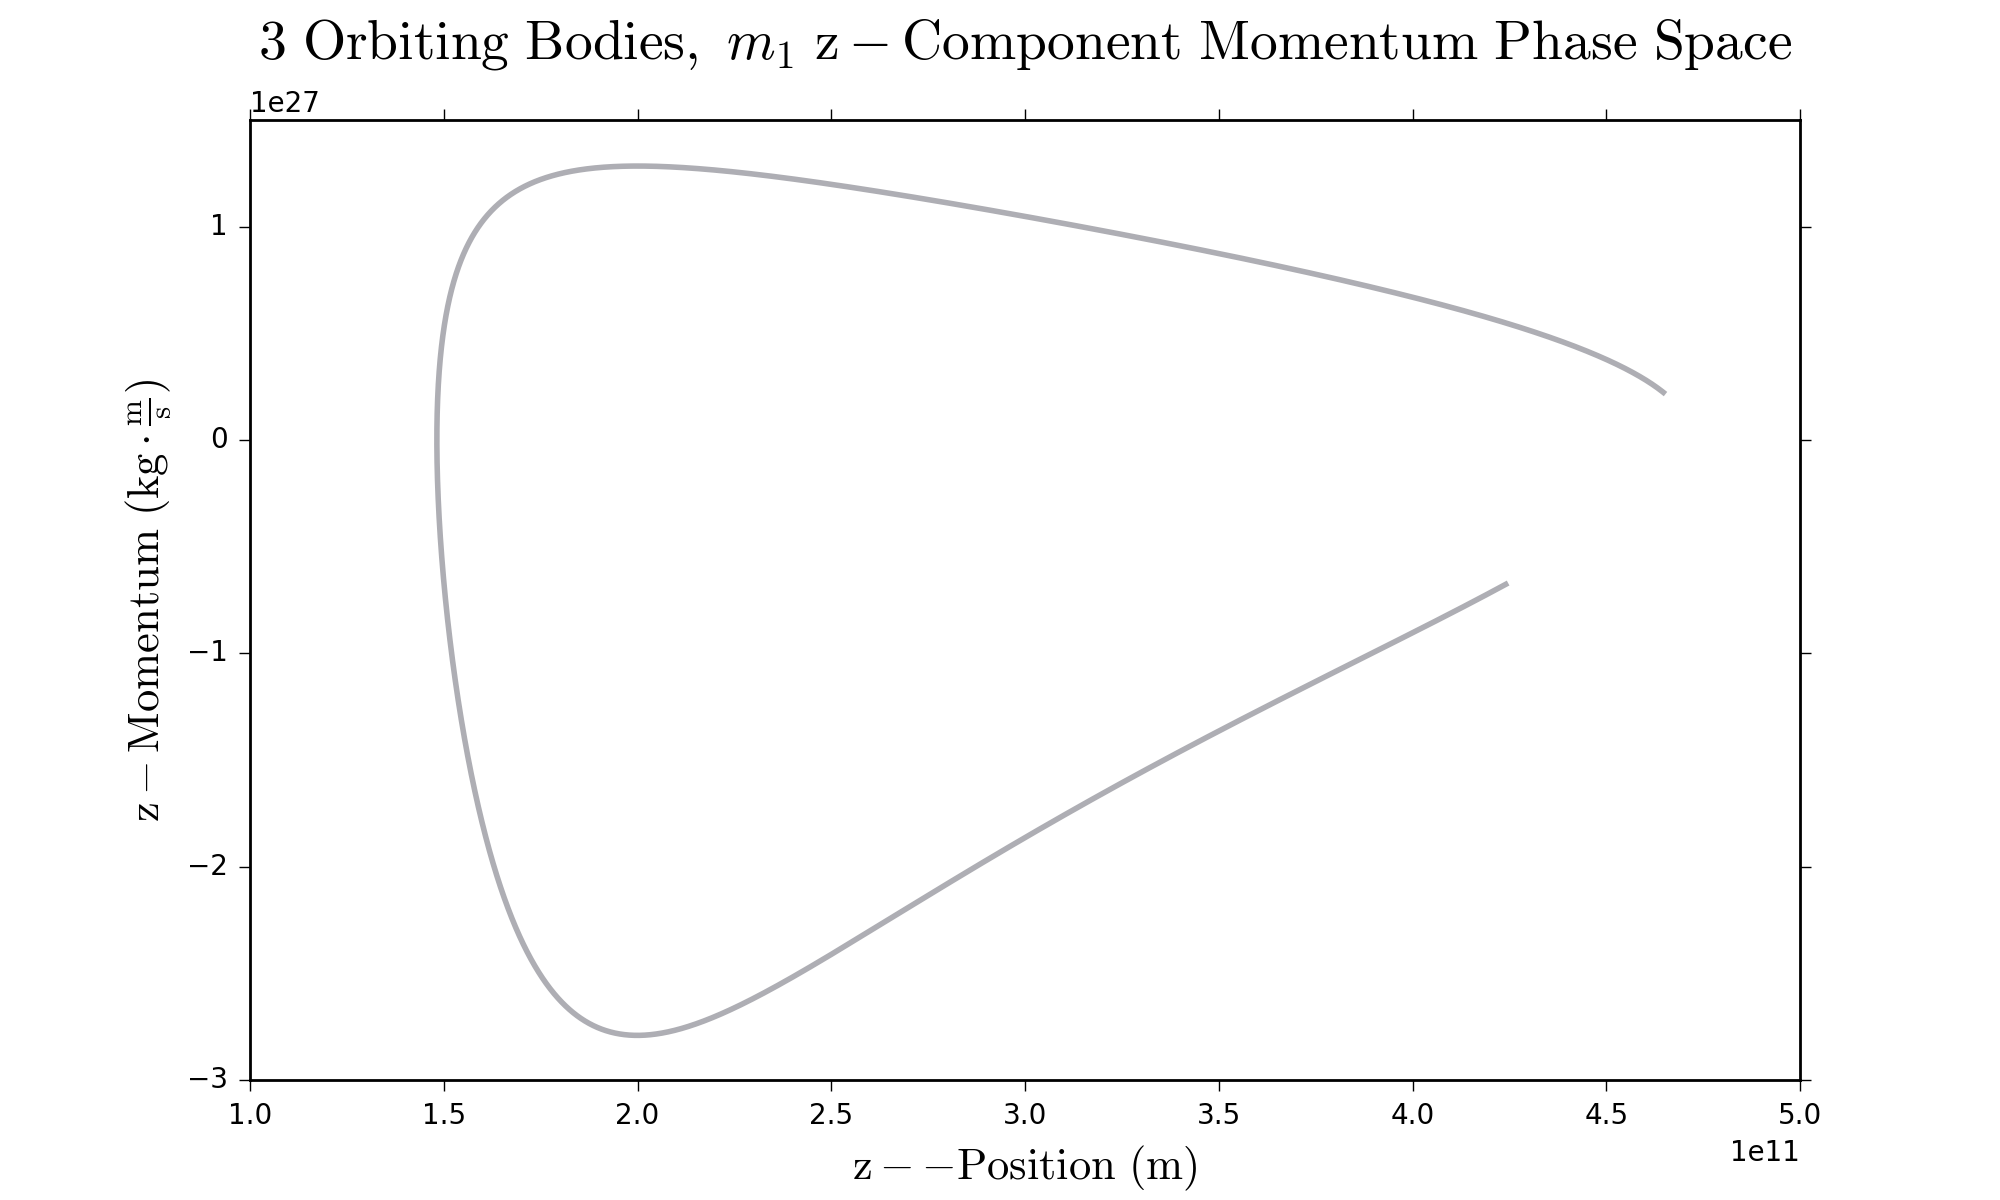 3 Orbiting Bodies, m₁ z − Component Momentum Phase Space
1e27
1
0
−1
−2
−3
z − Momentum (kg · m/s)
1.0 1.5 2.0 2.5 3.0 3.5 4.0 4.5 5.0
1e11
z − −Position (m)